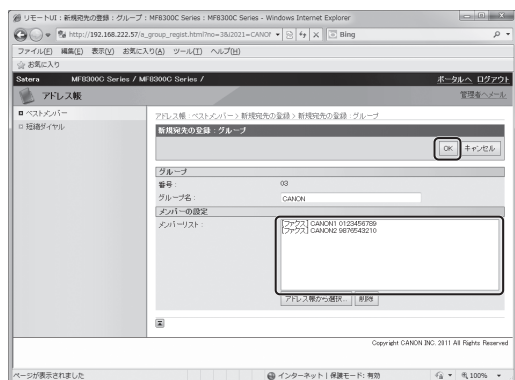 リモートUI：新規宛先の登録：グループ：MF8300C Series：MF8300C Series - Windows Internet Explorer
http://192.168.222.57/a_group_regist.html?no=3&i2021=CANOI
Bing
ファイル(F) 編集(E) 表示(V) お気に入り(A) ツール(T) ヘルプ(H)
お気に入り
Satera MF8300C Series / MF8300C Series / ポータルへ ログアウト
アドレス帳 管理者へメール
ベストメンバー
短縮ダイヤル
アドレス帳：ベストメンバー > 新規宛先の登録 > 新規宛先の登録：グループ
新規宛先の登録：グループ
OK キャンセル
グループ
番号： 03
グループ名： CANON
メンバーの設定
メンバーリスト： [ファクス] CANON1 0123456789
[ファクス] CANON2 9876543210
アドレス帳から選択... 削除
Copyright CANON INC. 2011 All Rights Reserved
ページが表示されました インターネット | 保護モード: 有効 100%